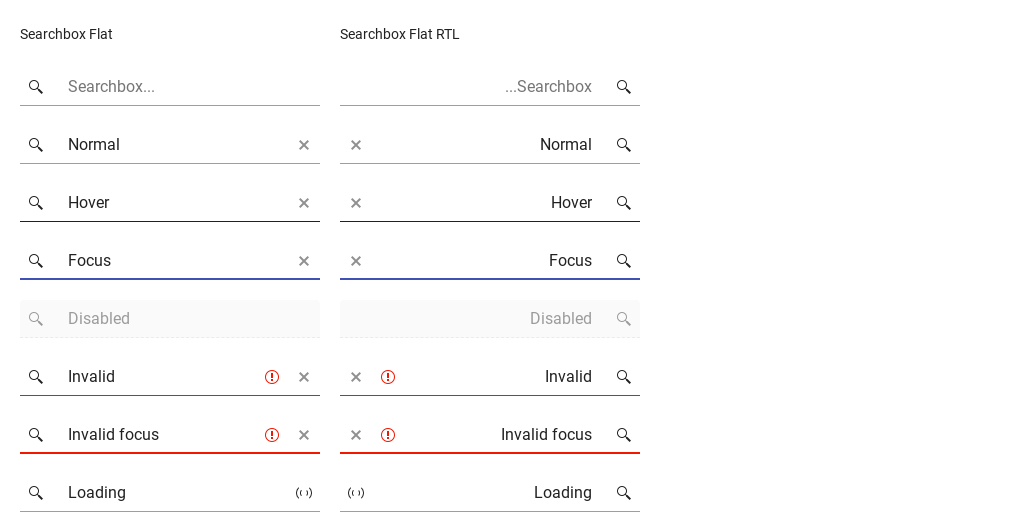 Searchbox Flat
Searchbox Flat RTL
Searchbox...
...Searchbox
Normal
Normal
Hover
Hover
Focus
Focus
Disabled
Disabled
Invalid
Invalid
Invalid focus
Invalid focus
Loading
Loading